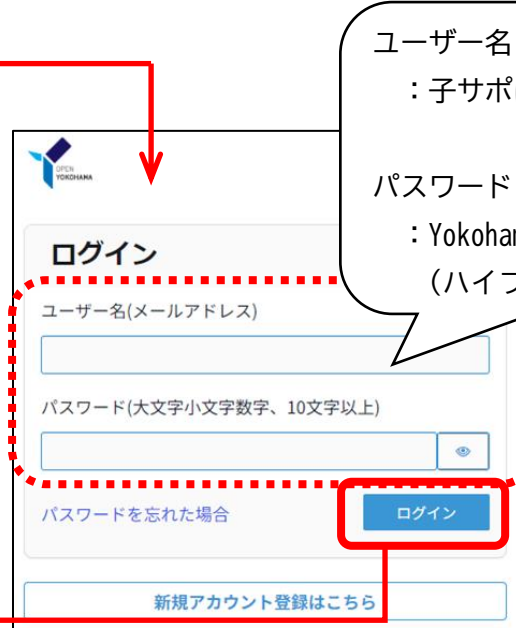 ユーザー名
：子サポ
パスワード
：Yokoha
（ハイフ
OPEN
YOKOHAMA
ログイン
ユーザー名(メールアドレス)
パスワード(大文字小文字数字、10文字以上)
パスワードを忘れた場合
ログイン
新規アカウント登録はこちら